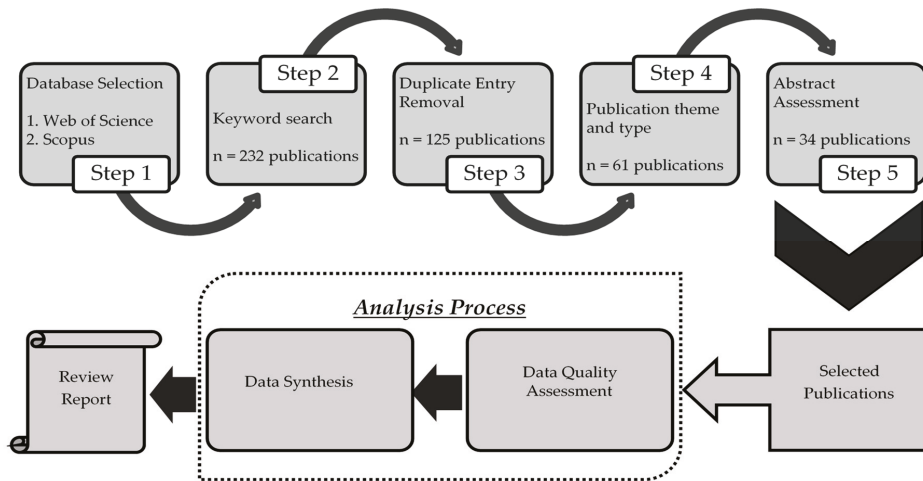 Database Selection
1. Web of Science
2. Scopus
Step 1
Step 2
Keyword search
n = 232 publications
Duplicate Entry
Removal
n = 125 publications
Step 3
Step 4
Publication theme
and type
n = 61 publications
Abstract
Assessment
n = 34 publications
Step 5
Selected
Publications
Analysis Process
Data Quality
Assessment
Data Synthesis
Review
Report